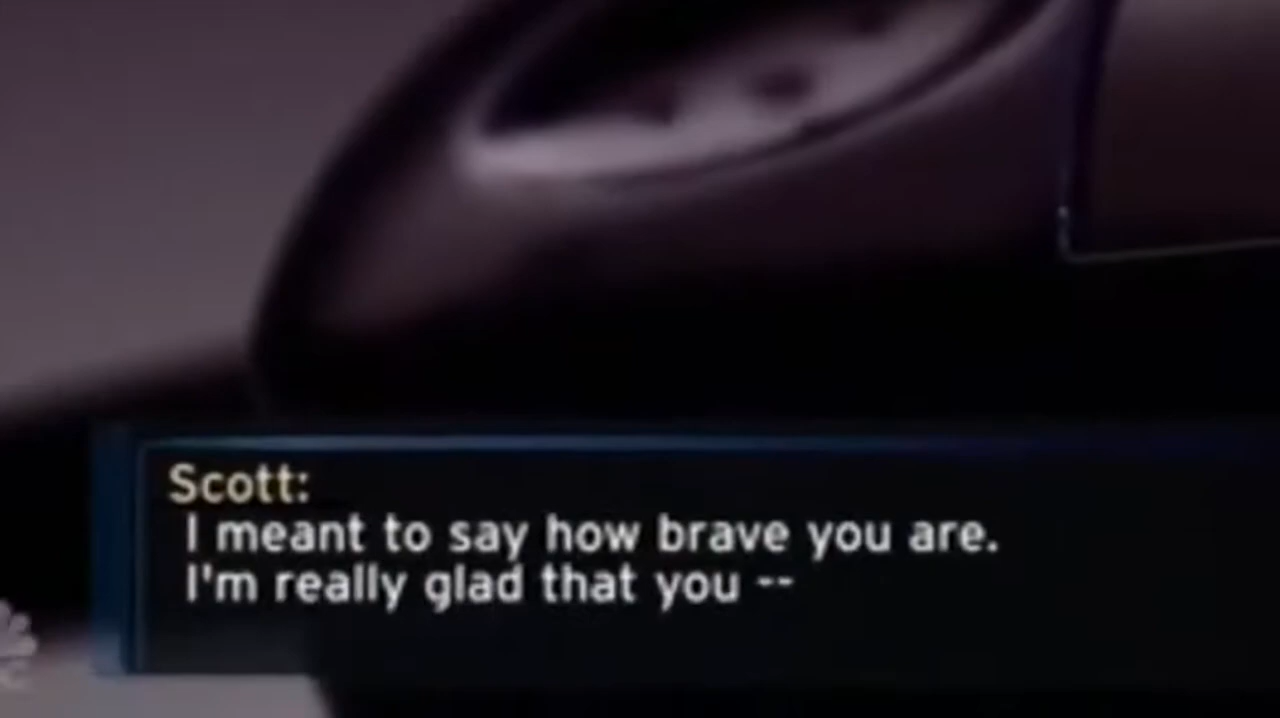 Scott:
I meant to say how brave you are.
I'm really glad that you --